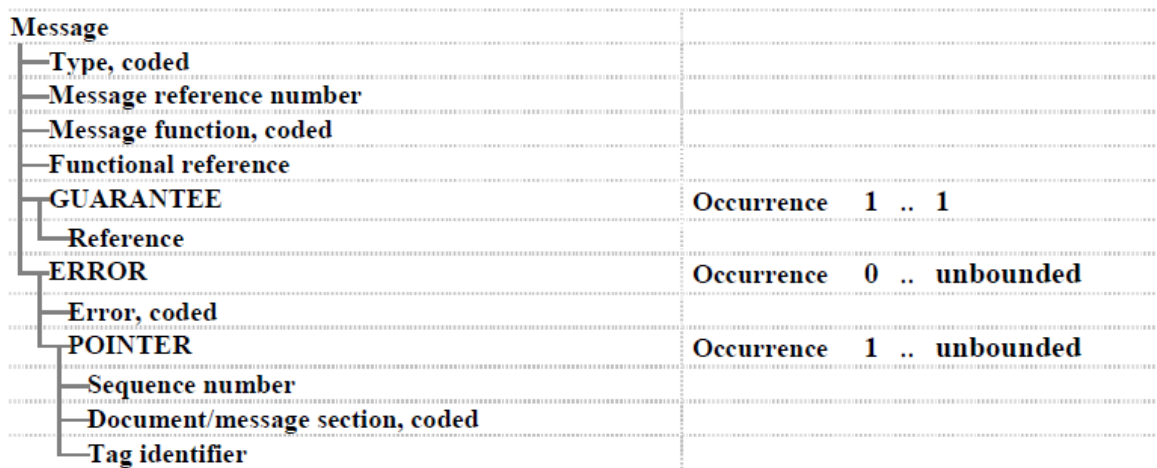 Message
Type, coded
Message reference number
Message function, coded
Functional reference
GUARANTEE Occurrence 1 .. 1
Reference
ERROR Occurrence 0 .. unbounded
Error, coded
POINTER Occurrence 1 .. unbounded
Sequence number
Document/message section, coded
Tag identifier